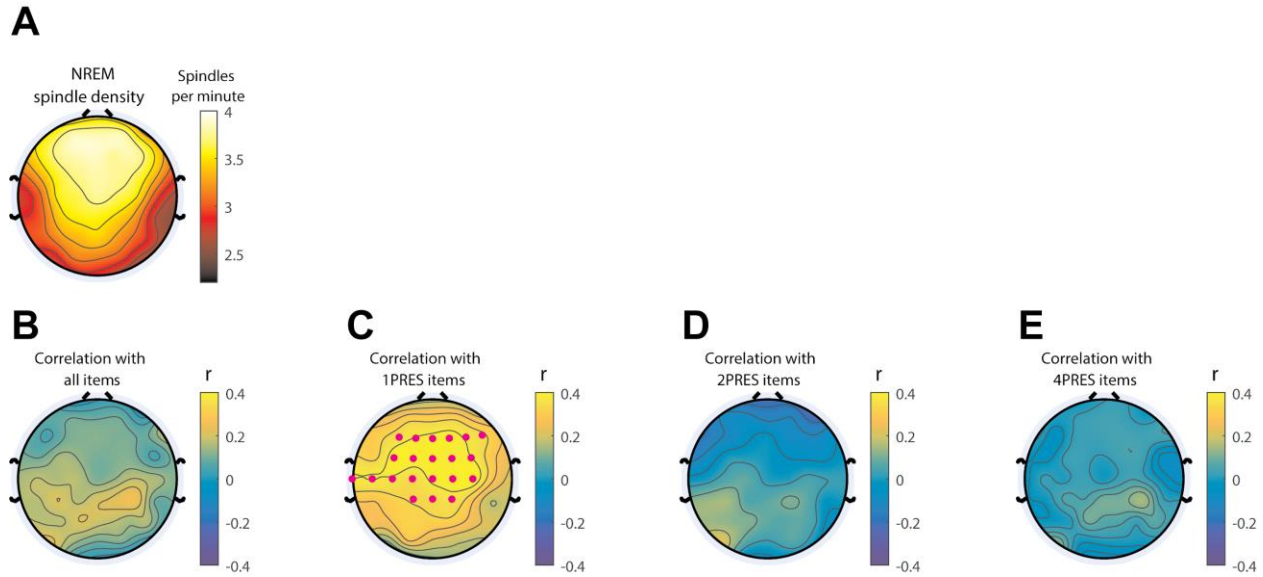 A
NREM
spindle density
Spindles
per minute
4
3.5
3
2.5
B
Correlation with
all items
r
0.4
0.2
0
-0.2
-0.4
C
Correlation with
1PRES items
r
0.4
0.2
0
-0.2
-0.4
D
Correlation with
2PRES items
r
0.4
0.2
0
-0.2
-0.4
E
Correlation with
4PRES items
r
0.4
0.2
0
-0.2
-0.4